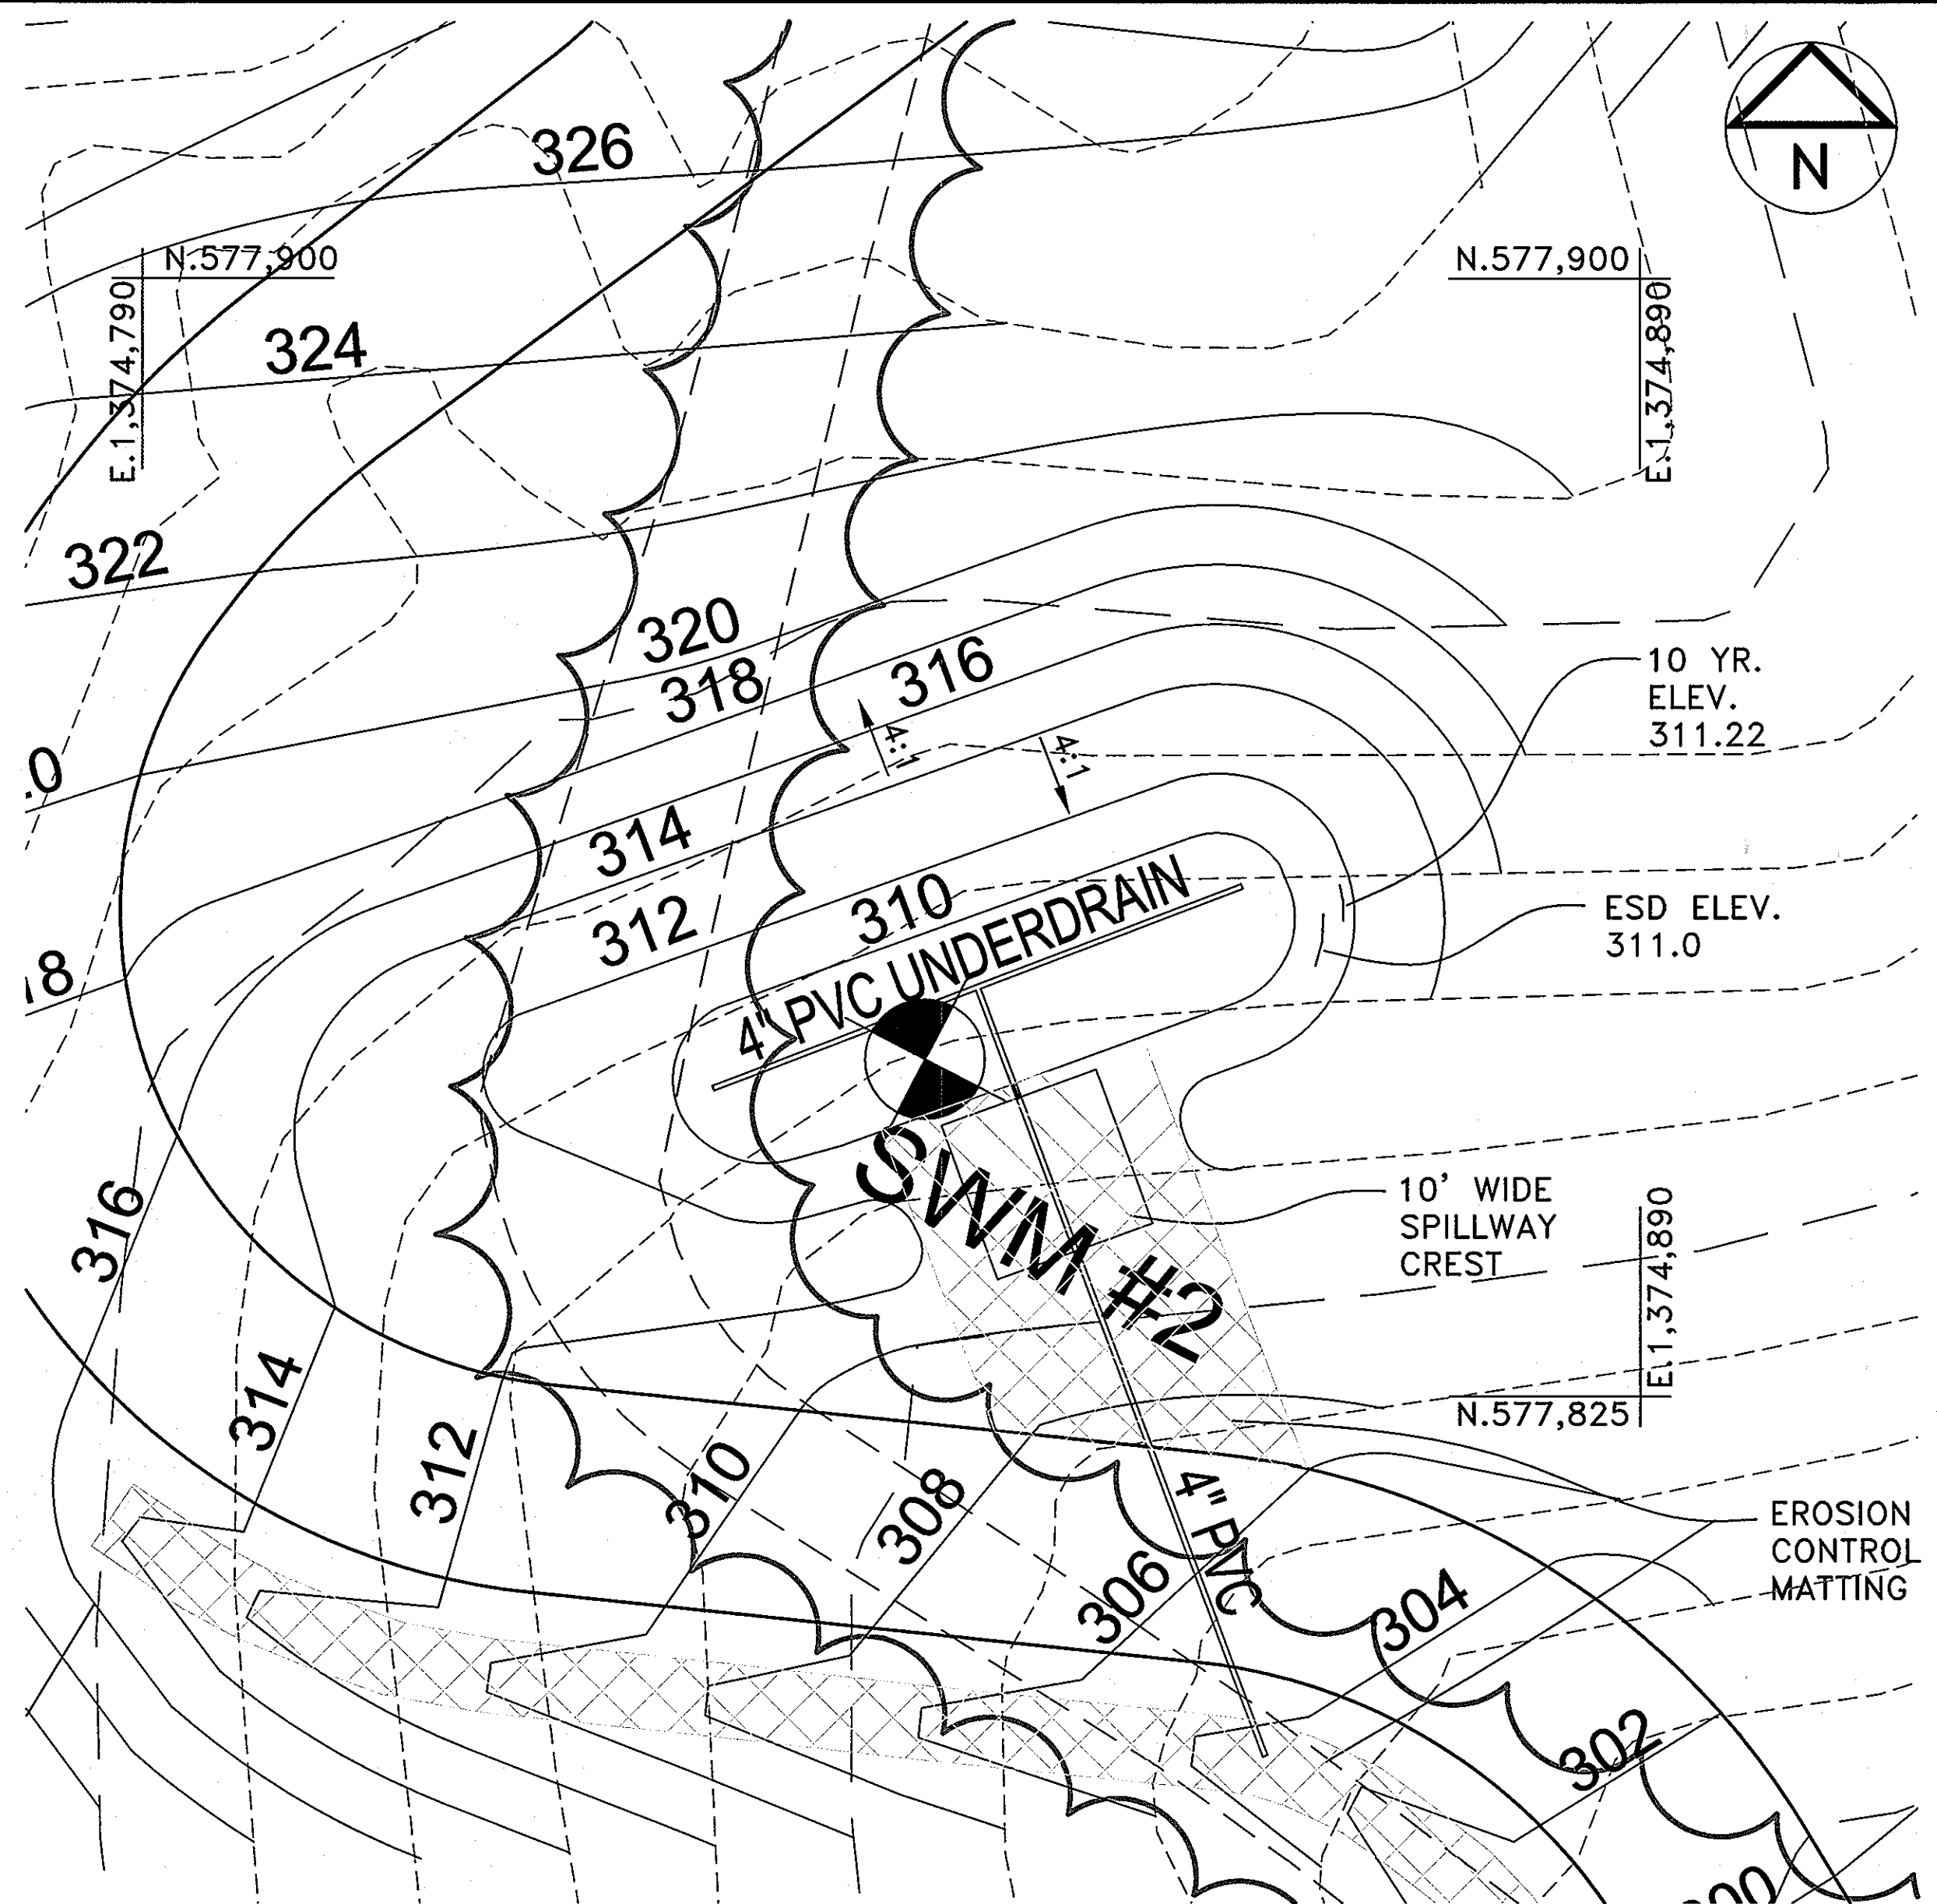 326
N
N.577,900
E.1,374,790
N.577,900
E.1,374,890
324
322
320
318
316
10 YR.
ELEV.
311.22
.0
314
312
310
4" PVC UNDERDRAIN
4:1
4:1
ESD ELEV.
311.0
18
SWM #2
10' WIDE
SPILLWAY
CREST
E.1,374,890
N.577,825
316
314
312
310
308
306
4" PVC
304
302
EROSION
CONTROL
MATTING